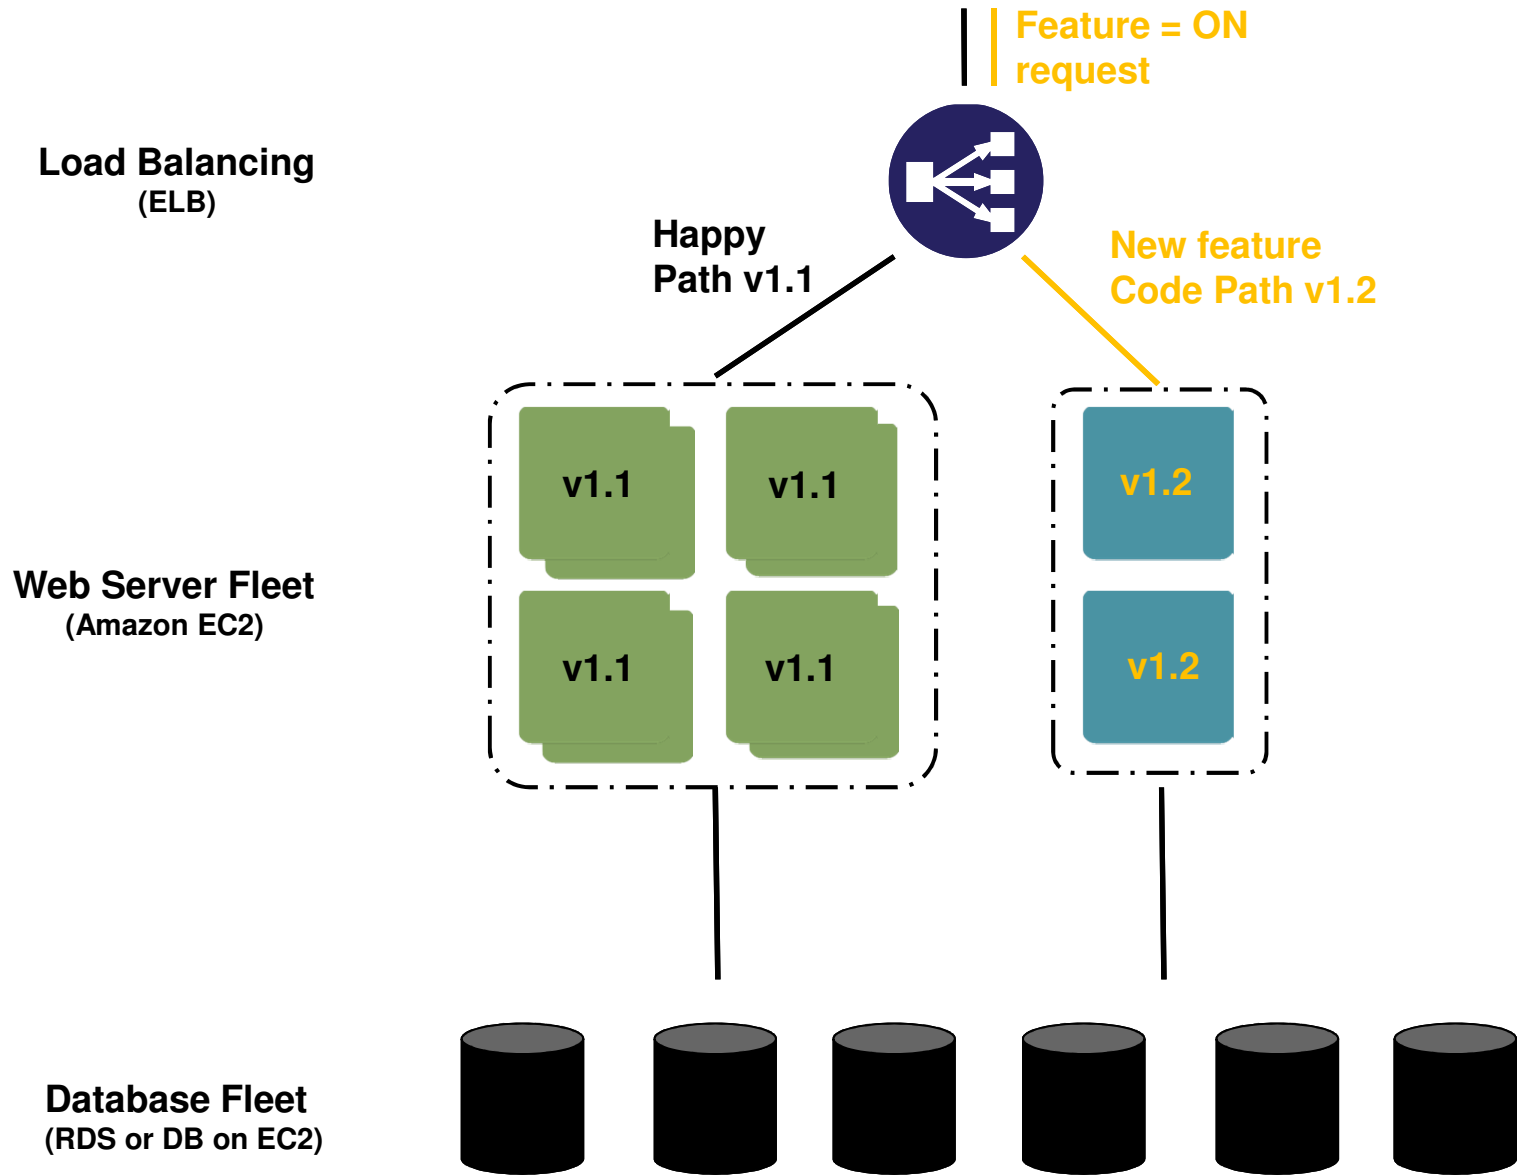 Feature = ON
request
Load Balancing
(ELB)
Happy
Path v1.1
New feature
Code Path v1.2
v1.1
v1.1
v1.2
Web Server Fleet
(Amazon EC2)
v1.1
v1.1
v1.2
Database Fleet
(RDS or DB on EC2)